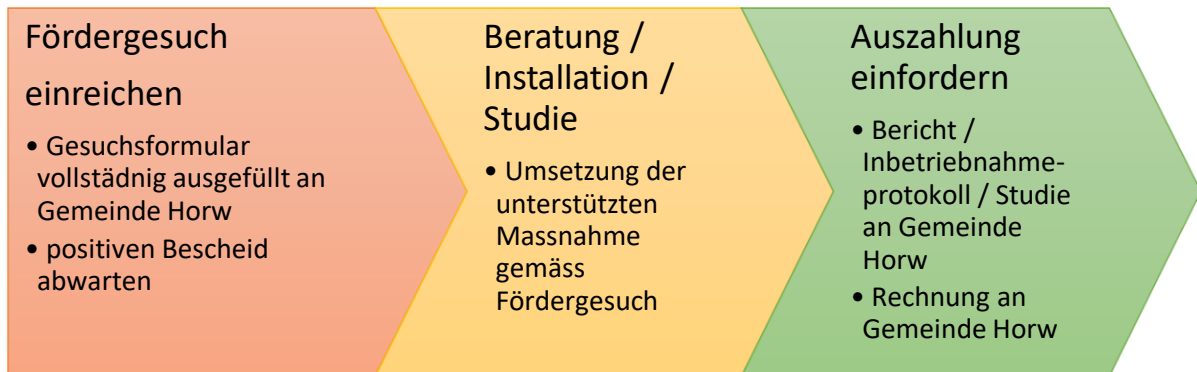 Fördergesuch
einreichen
• Gesuchsformular
vollstädnig ausgefüllt an
Gemeinde Horw
• positiven Bescheid
abwarten
Beratung /
Installation /
Studie
• Umsetzung der
unterstützten
Massnahme
gemäss
Fördergesuch
Auszahlung
einfordern
• Bericht /
Inbetriebnahme-
protokoll / Studie
an Gemeinde
Horw
• Rechnung an
Gemeinde Horw